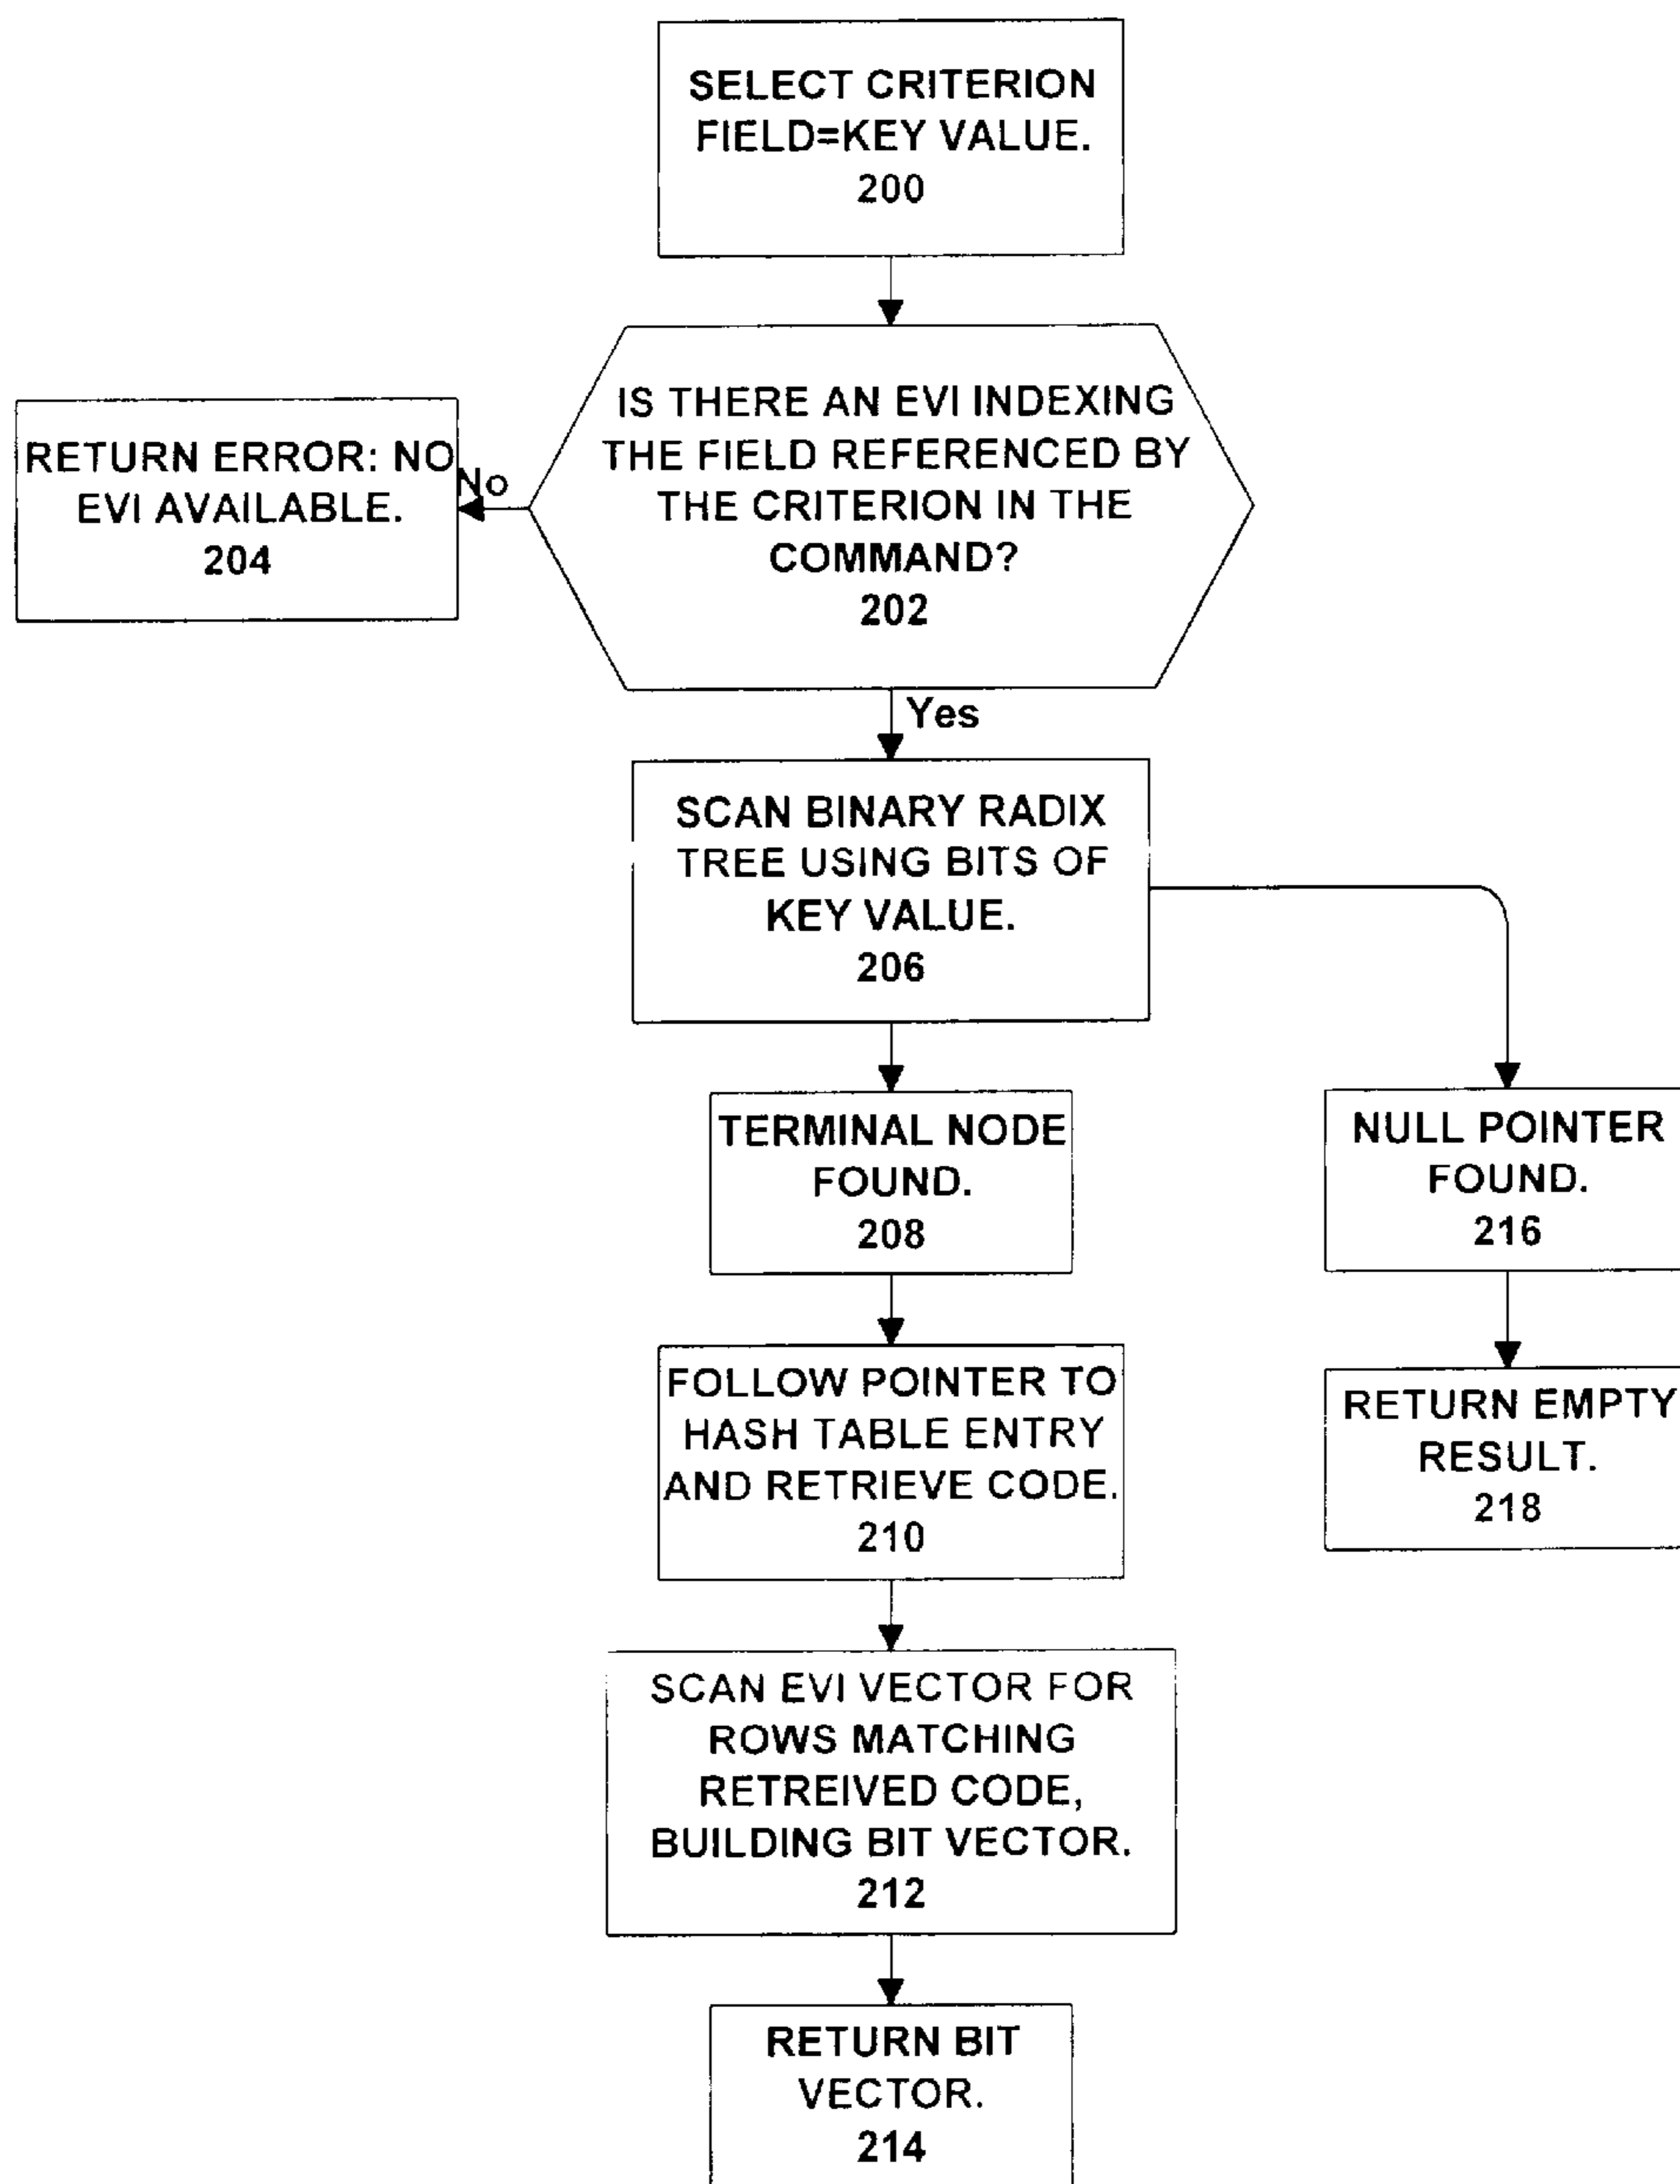 SELECT CRITERION
FIELD=KEY VALUE.
200
IS THERE AN EVI INDEXING
THE FIELD REFERENCED BY
THE CRITERION IN THE
COMMAND?
202
No
RETURN ERROR: NO
EVI AVAILABLE.
204
Yes
SCAN BINARY RADIX
TREE USING BITS OF
KEY VALUE.
206
TERMINAL NODE
FOUND.
208
NULL POINTER
FOUND.
216
FOLLOW POINTER TO
HASH TABLE ENTRY
AND RETRIEVE CODE.
210
RETURN EMPTY
RESULT.
218
SCAN EVI VECTOR FOR
ROWS MATCHING
RETREIVED CODE,
BUILDING BIT VECTOR.
212
RETURN BIT
VECTOR.
214